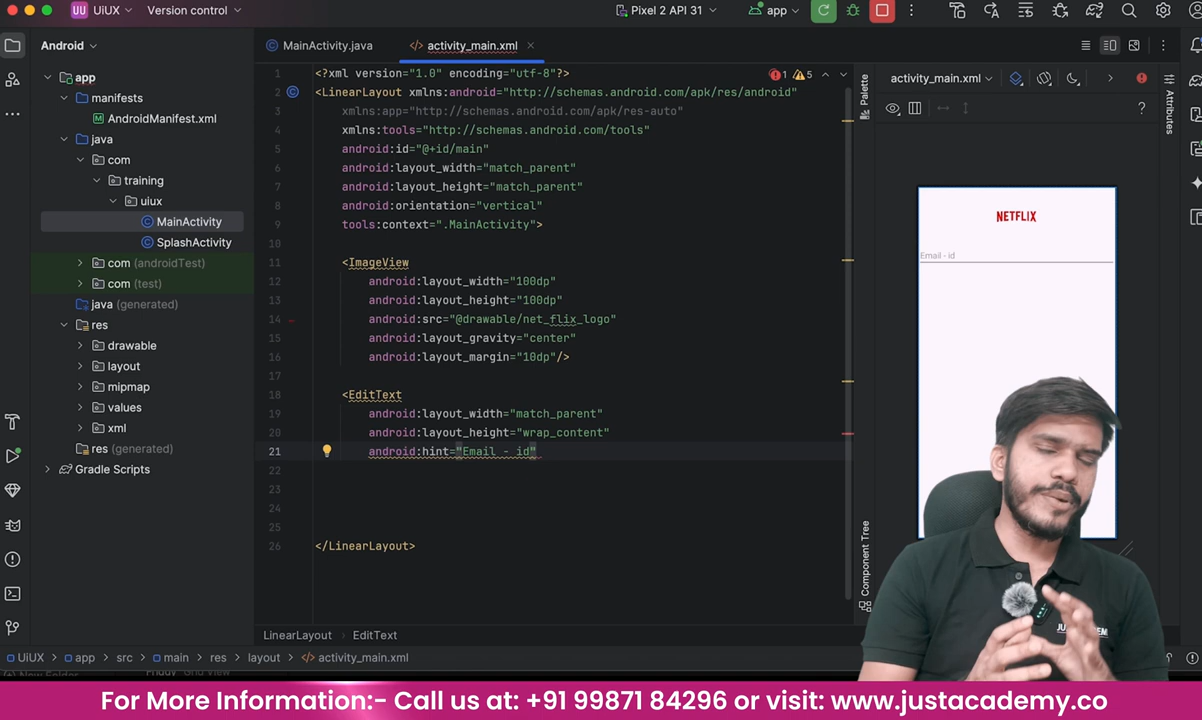 UU UiUX Version control Pixel 2 API 31 app
Android MainActivity.java activity_main.xml
app
manifests
AndroidManifest.xml
java
com
training
uiux
MainActivity
SplashActivity
com (androidTest)
com (test)
java (generated)
res
drawable
layout
mipmap
values
xml
res (generated)
Gradle Scripts
1 <?xml version="1.0" encoding="utf-8"?>
2 <LinearLayout xmlns:android="http://schemas.android.com/apk/res/android"
3 xmlns:app="http://schemas.android.com/apk/res-auto"
4 xmlns:tools="http://schemas.android.com/tools"
5 android:id="@+id/main"
6 android:layout_width="match_parent"
7 android:layout_height="match_parent"
8 android:orientation="vertical"
9 tools:context=".MainActivity">
10
11 <ImageView
12 android:layout_width="100dp"
13 android:layout_height="100dp"
14 android:src="@drawable/net_flix_logo"
15 android:layout_gravity="center"
16 android:layout_margin="10dp"/>
17
18 <EditText
19 android:layout_width="match_parent"
20 android:layout_height="wrap_content"
21 android:hint="Email - id"
22
23
24
25
26 </LinearLayout>
1 5
Palette
activity_main.xml
Attributes
?
NETFLIX
Email - id
Component Tree
LinearLayout › EditText
UiUX › app › src › main › res › layout › activity_main.xml
For More Information:- Call us at: +91 99871 84296 or visit: www.justacademy.co